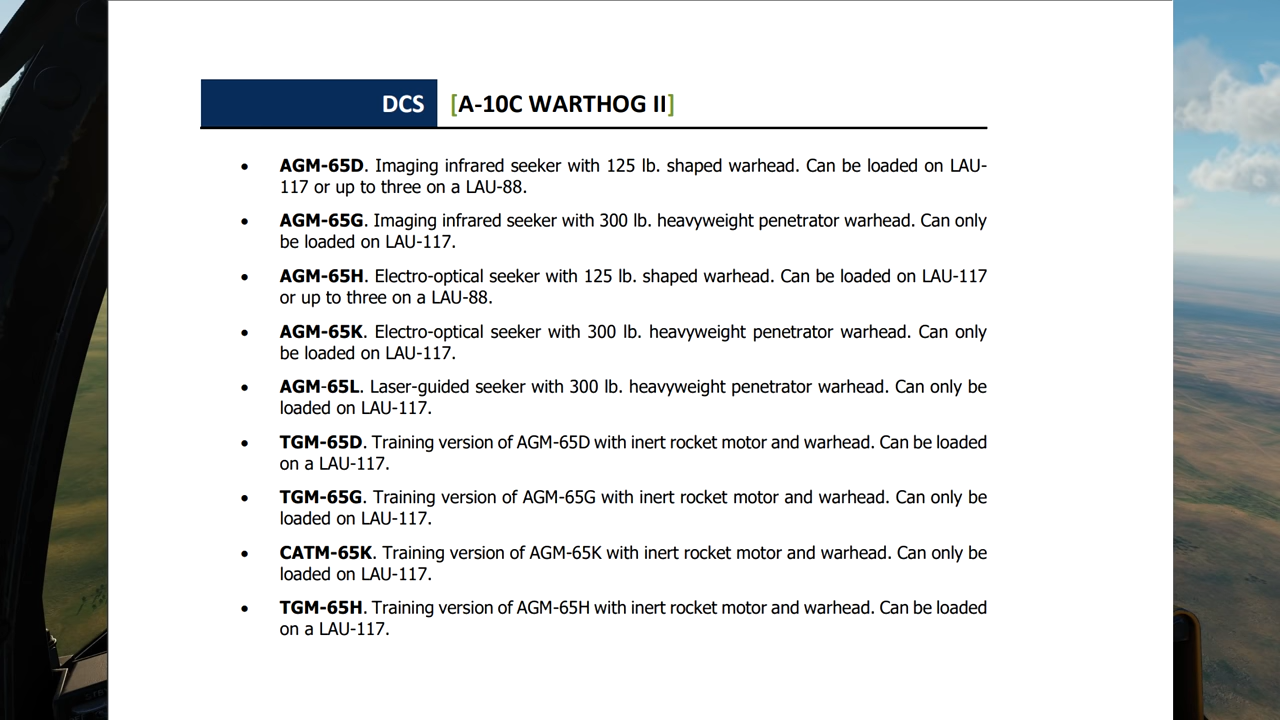 DCS [A-10C WARTHOG II]
• AGM-65D. Imaging infrared seeker with 125 lb. shaped warhead. Can be loaded on LAU-
117 or up to three on a LAU-88.
• AGM-65G. Imaging infrared seeker with 300 lb. heavyweight penetrator warhead. Can only
be loaded on LAU-117.
• AGM-65H. Electro-optical seeker with 125 lb. shaped warhead. Can be loaded on LAU-117
or up to three on a LAU-88.
• AGM-65K. Electro-optical seeker with 300 lb. heavyweight penetrator warhead. Can only
be loaded on LAU-117.
• AGM-65L. Laser-guided seeker with 300 lb. heavyweight penetrator warhead. Can only be
loaded on LAU-117.
• TGM-65D. Training version of AGM-65D with inert rocket motor and warhead. Can be loaded
on a LAU-117.
• TGM-65G. Training version of AGM-65G with inert rocket motor and warhead. Can only be
loaded on LAU-117.
• CATM-65K. Training version of AGM-65K with inert rocket motor and warhead. Can only be
loaded on LAU-117.
• TGM-65H. Training version of AGM-65H with inert rocket motor and warhead. Can be loaded
on a LAU-117.